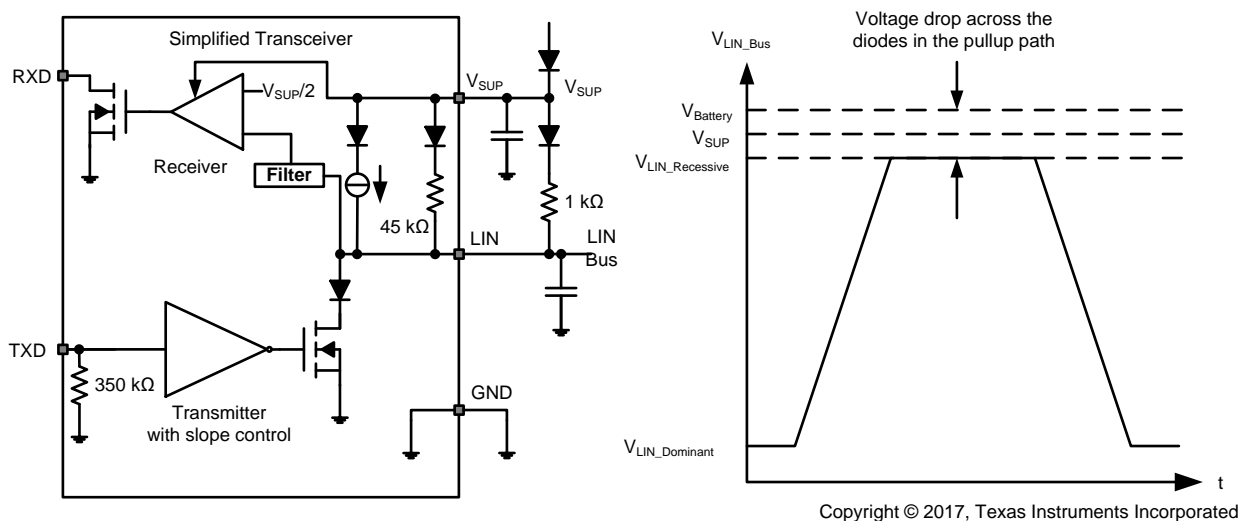 Simplified Transceiver
RXD
V_SUP/2
V_SUP
V_SUP
Receiver
Filter
45 kΩ
1 kΩ
LIN
LIN
Bus
TXD
350 kΩ
Transmitter
with slope control
GND
Voltage drop across the
diodes in the pullup path
V_LIN_Bus
V_Battery
V_SUP
V_LIN_Recessive
V_LIN_Dominant
t
Copyright © 2017, Texas Instruments Incorporated